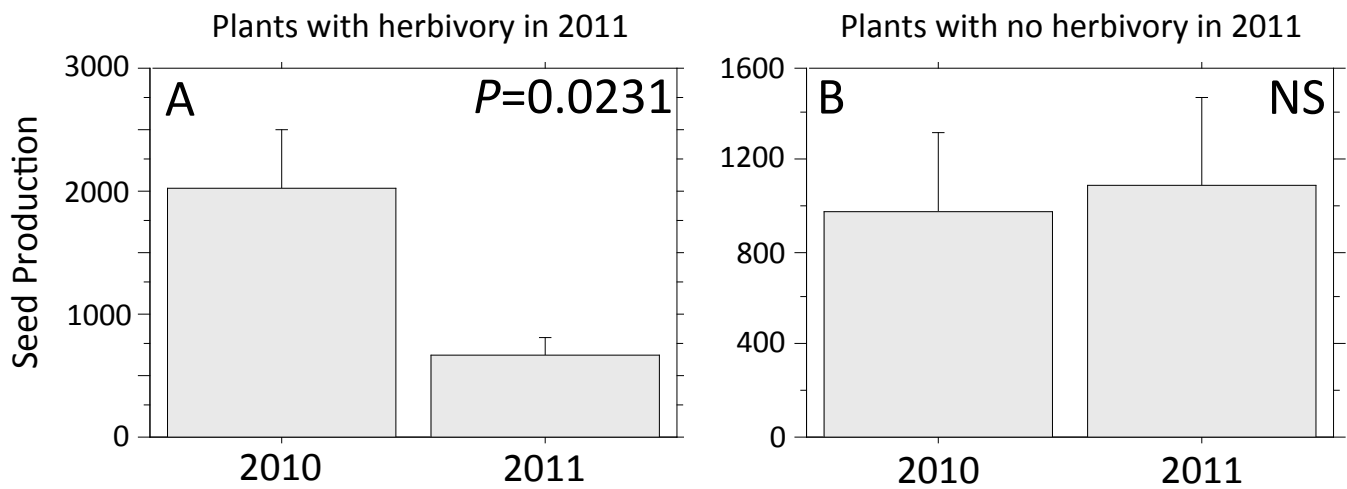 Plants with herbivory in 2011
Plants with no herbivory in 2011
Seed Production
A
P=0.0231
3000
2000
1000
0
2010
2011
B
NS
1600
1200
800
400
0
2010
2011